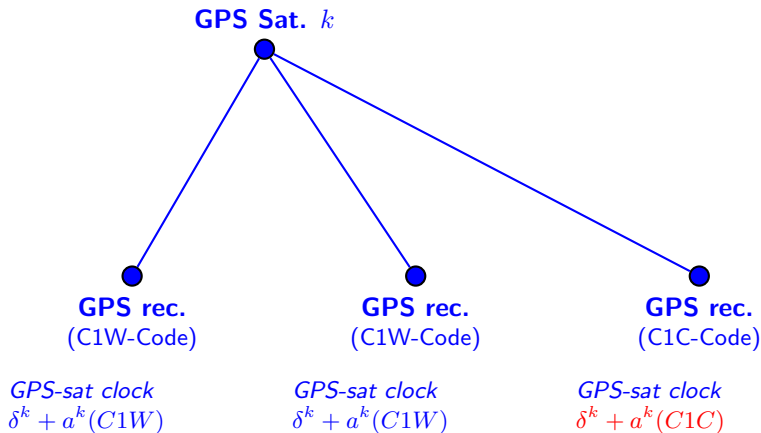 GPS Sat. k
GPS rec. GPS rec. GPS rec.
(C1W-Code) (C1W-Code) (C1C-Code)
GPS-sat clock GPS-sat clock GPS-sat clock
δ^k + a^k(C1W) δ^k + a^k(C1W) δ^k + a^k(C1C)